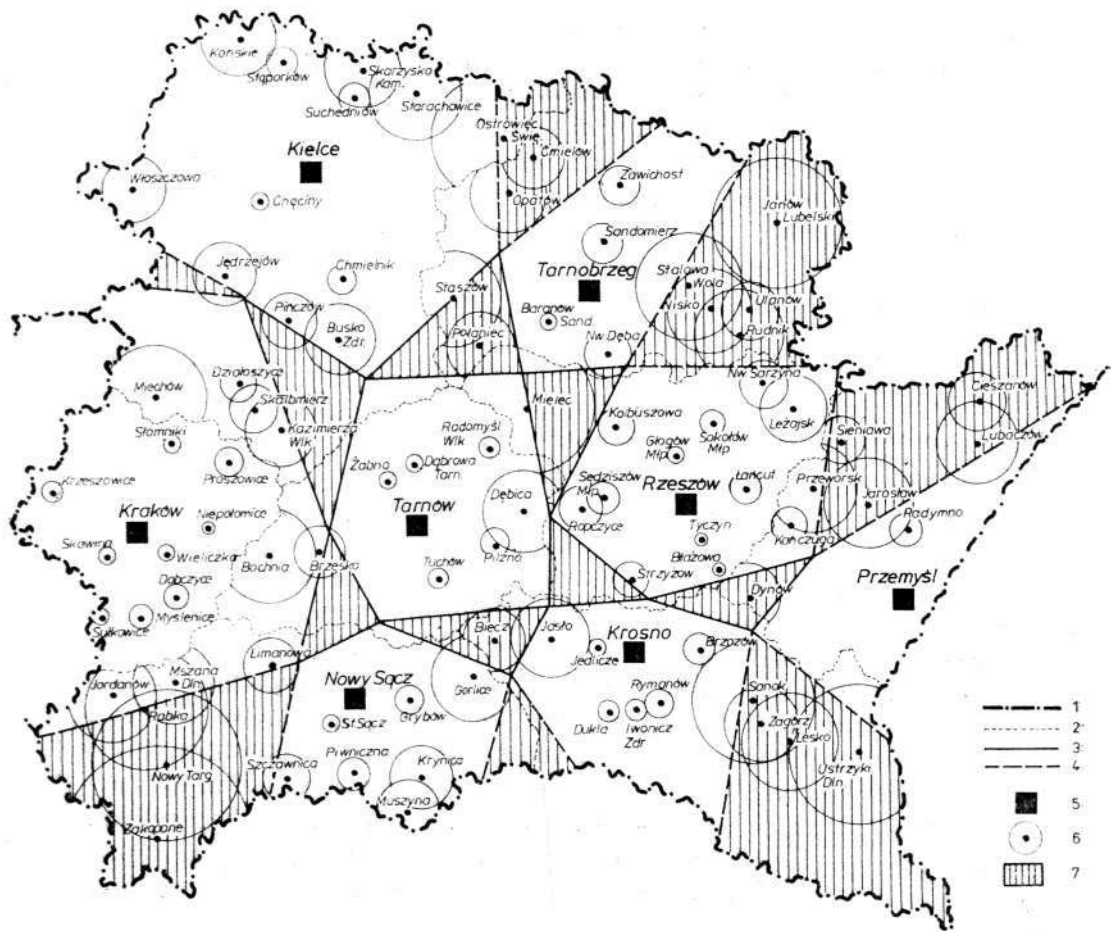 Końskie
Stąporków
Skarżysko
Kam.
Suchedniów
Starachowice
Ostrowiec
Święt.
Ćmielów
Kielce
Włoszczowa
Chęciny
Opatów
Zawichost
Janów
Lubelski
Sandomierz
Tarnobrzeg
Stalowa
Wola
Jędrzejów
Chmielnik
Staszów
Nisko
Ulanów
Rudnik
Baranów
Sand.
Pińczów
Busko
Zdr.
Połaniec
Nw. Dęba
Działoszyce
Miechów
Skalbmierz
Mielec
Nw. Sarzyna
Cieszanów
Kolbuszowa
Leżajsk
Słomniki
Kazimierza
Wlk
Radomyśl
Wlk
Głogów
Młp
Sokołów
Młp
Sieniawa
Lubaczów
Żabno
Dąbrowa
Tarn.
Proszowice
Krzeszowice
Sędziszów
Młp
Łańcut
Przeworsk
Dębica
Rzeszów
Jarosław
Kraków
Niepołomice
Tarnów
Ropczyce
Radymno
Tyczyn
Kańczuga
Skawina
Wieliczka
Bochnia
Brzesko
Pilzno
Błażowa
Dobczyce
Tuchów
Strzyżów
Przemyśl
Sułkowice
Myślenice
Dynów
Biecz
Jasło
Krosno
Brzozów
Jedlicze
Limanowa
Mszana
Dln.
Jordanów
Nowy Sącz
Gorlice
Rymanów
Sanok
Rabka
St. Sącz
Grybów
Dukla
Iwonicz
Zdr
Zagórz
Lesko
Nowy Targ
Szczawnica
Piwniczna
Krynica
Ustrzyki
Dln
Muszyna
Zakopane
1
2
3
4
5
6
7